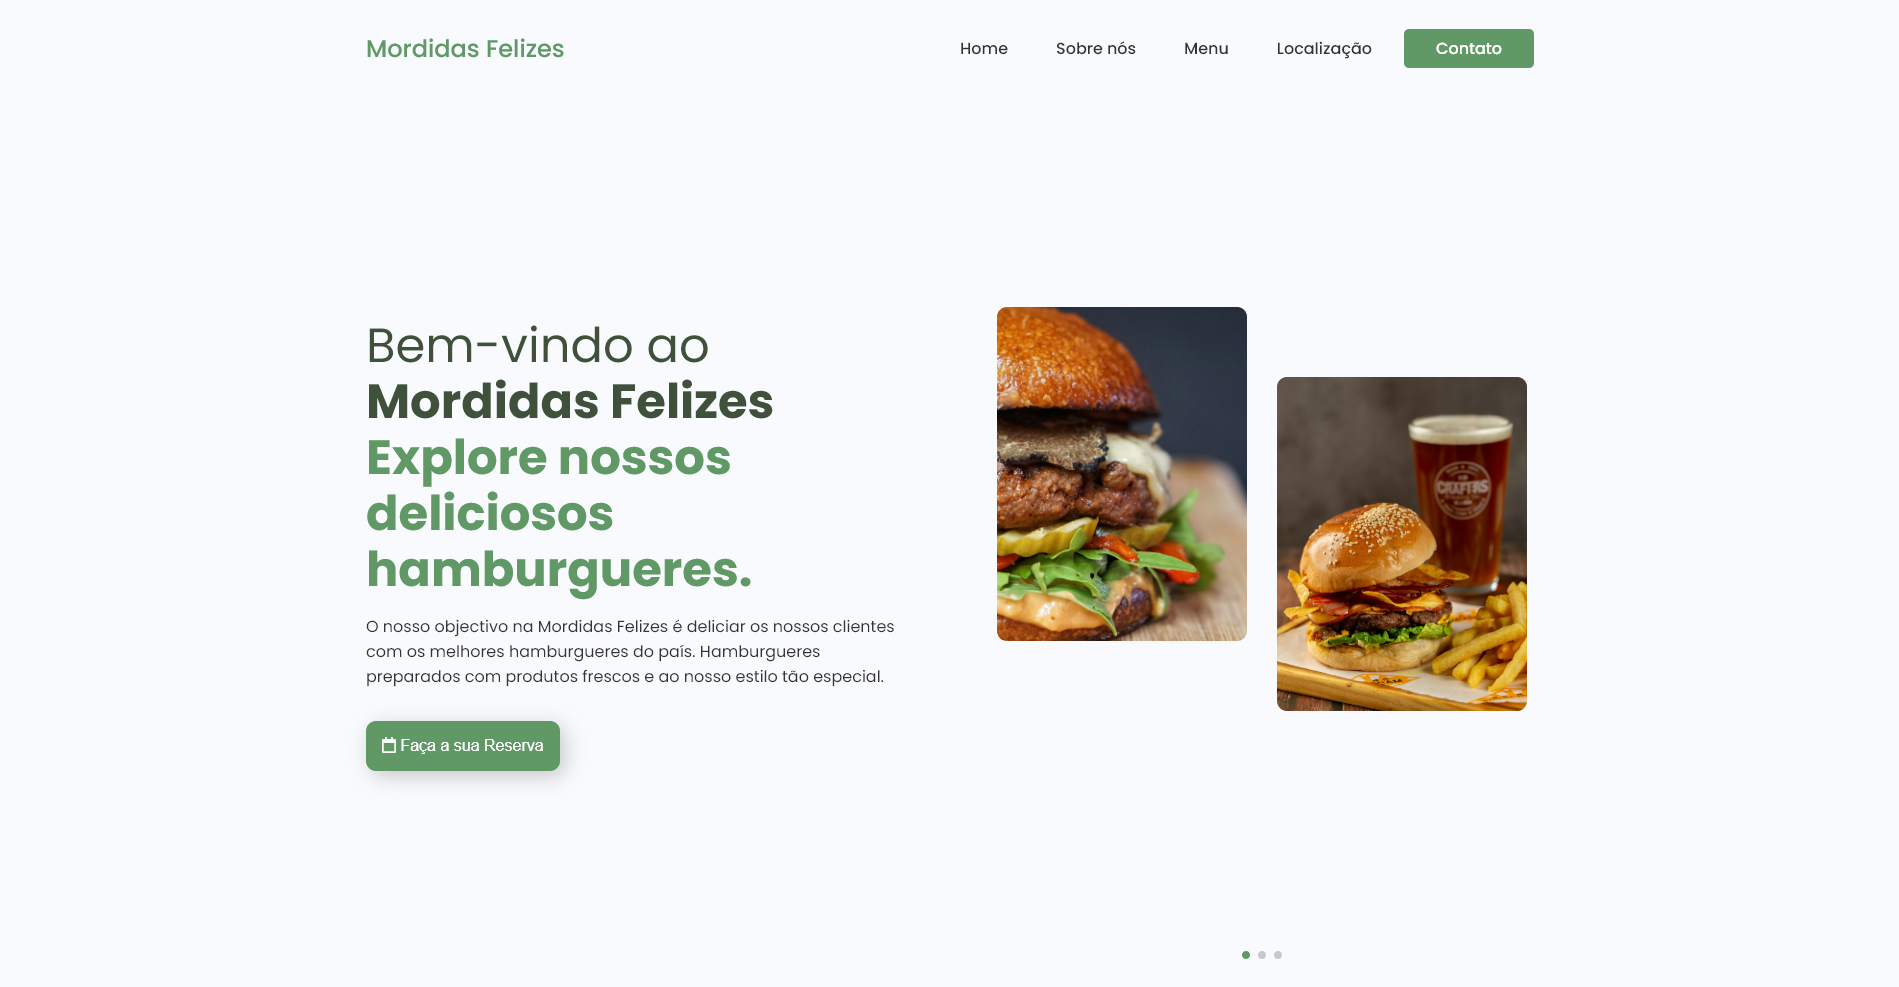 Mordidas Felizes
Home
Sobre nós
Menu
Localização
Contato
Bem-vindo ao
Mordidas Felizes
Explore nossos
deliciosos
hamburgueres.
O nosso objectivo na Mordidas Felizes é deliciar os nossos clientes
com os melhores hamburgueres do país. Hamburgueres
preparados com produtos frescos e ao nosso estilo tão especial.
Faça a sua Reserva
CRAFTRS